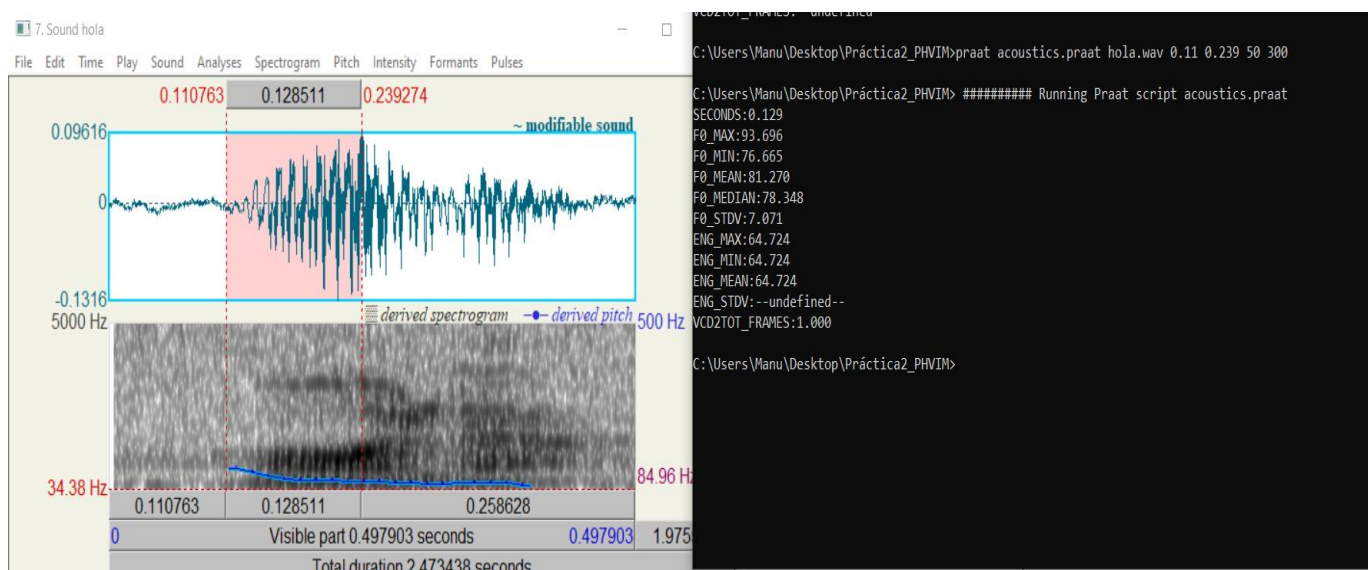 7. Sound hola
File Edit Time Play Sound Analyses Spectrogram Pitch Intensity Formants Pulses
0.110763 0.128511 0.239274
0.09616
~ modifiable sound
0
-0.1316
5000 Hz
derived spectrogram derived pitch 500 Hz
84.96 Hz
34.38 Hz
0.110763 0.128511 0.258628
0 Visible part 0.497903 seconds 0.497903 1.975
Total duration 2.473438 seconds
VCD2TOT_FRAMES:--undefined--
C:\Users\Manu\Desktop\Práctica2_PHVIM>praat acoustics.praat hola.wav 0.11 0.239 50 300
C:\Users\Manu\Desktop\Práctica2_PHVIM> ########## Running Praat script acoustics.praat
SECONDS:0.129
F0_MAX:93.696
F0_MIN:76.665
F0_MEAN:81.270
F0_MEDIAN:78.348
F0_STDV:7.071
ENG_MAX:64.724
ENG_MIN:64.724
ENG_MEAN:64.724
ENG_STDV:--undefined--
VCD2TOT_FRAMES:1.000
C:\Users\Manu\Desktop\Práctica2_PHVIM>